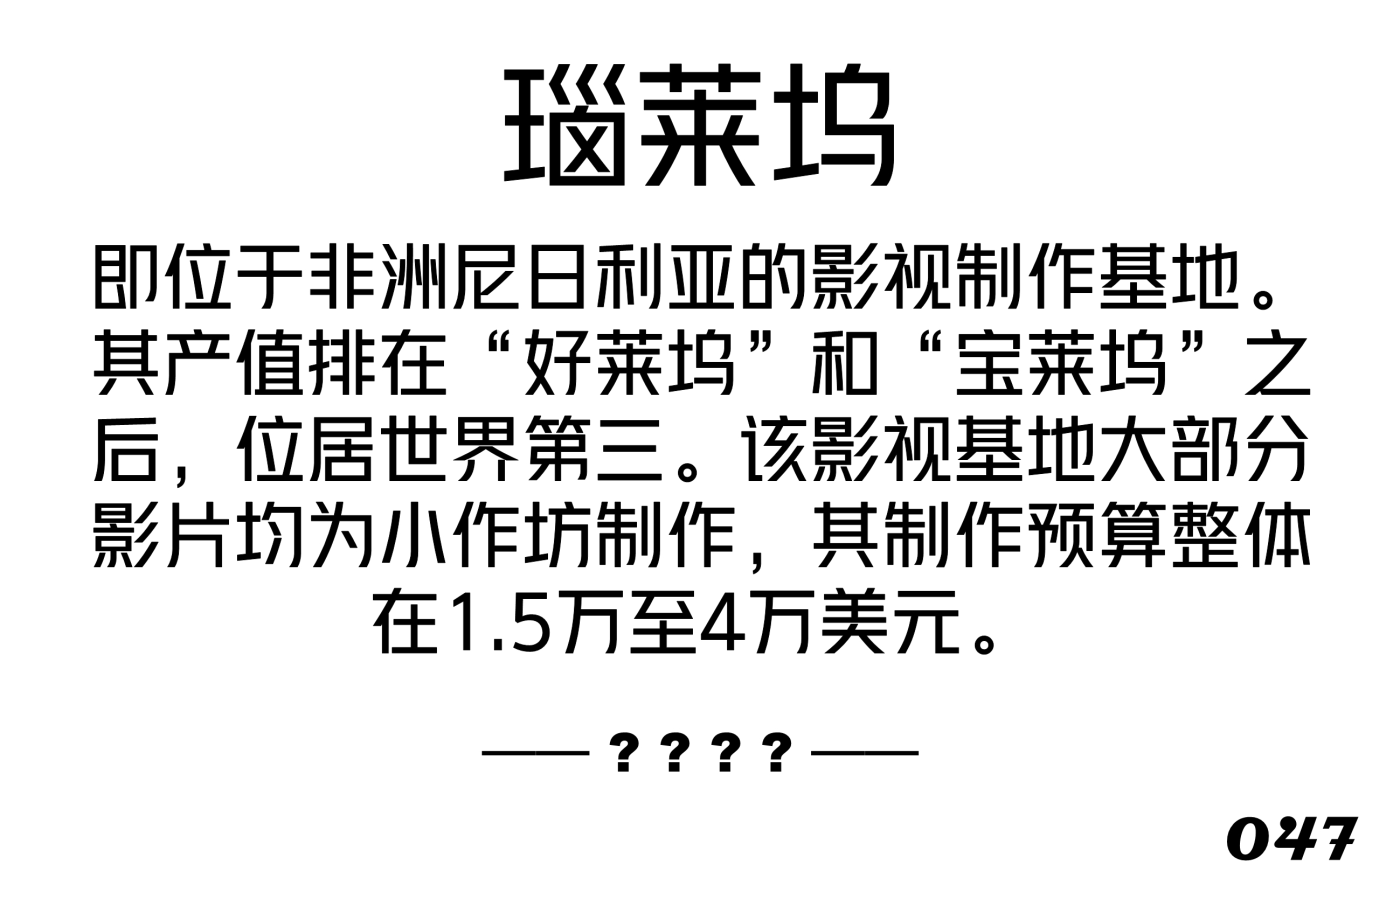 瑙莱坞
即位于非洲尼日利亚的影视制作基地。
其产值排在“好莱坞”和“宝莱坞”之
后，位居世界第三。该影视基地大部分
影片均为小作坊制作，其制作预算整体
在1.5万至4万美元。
——????——
047